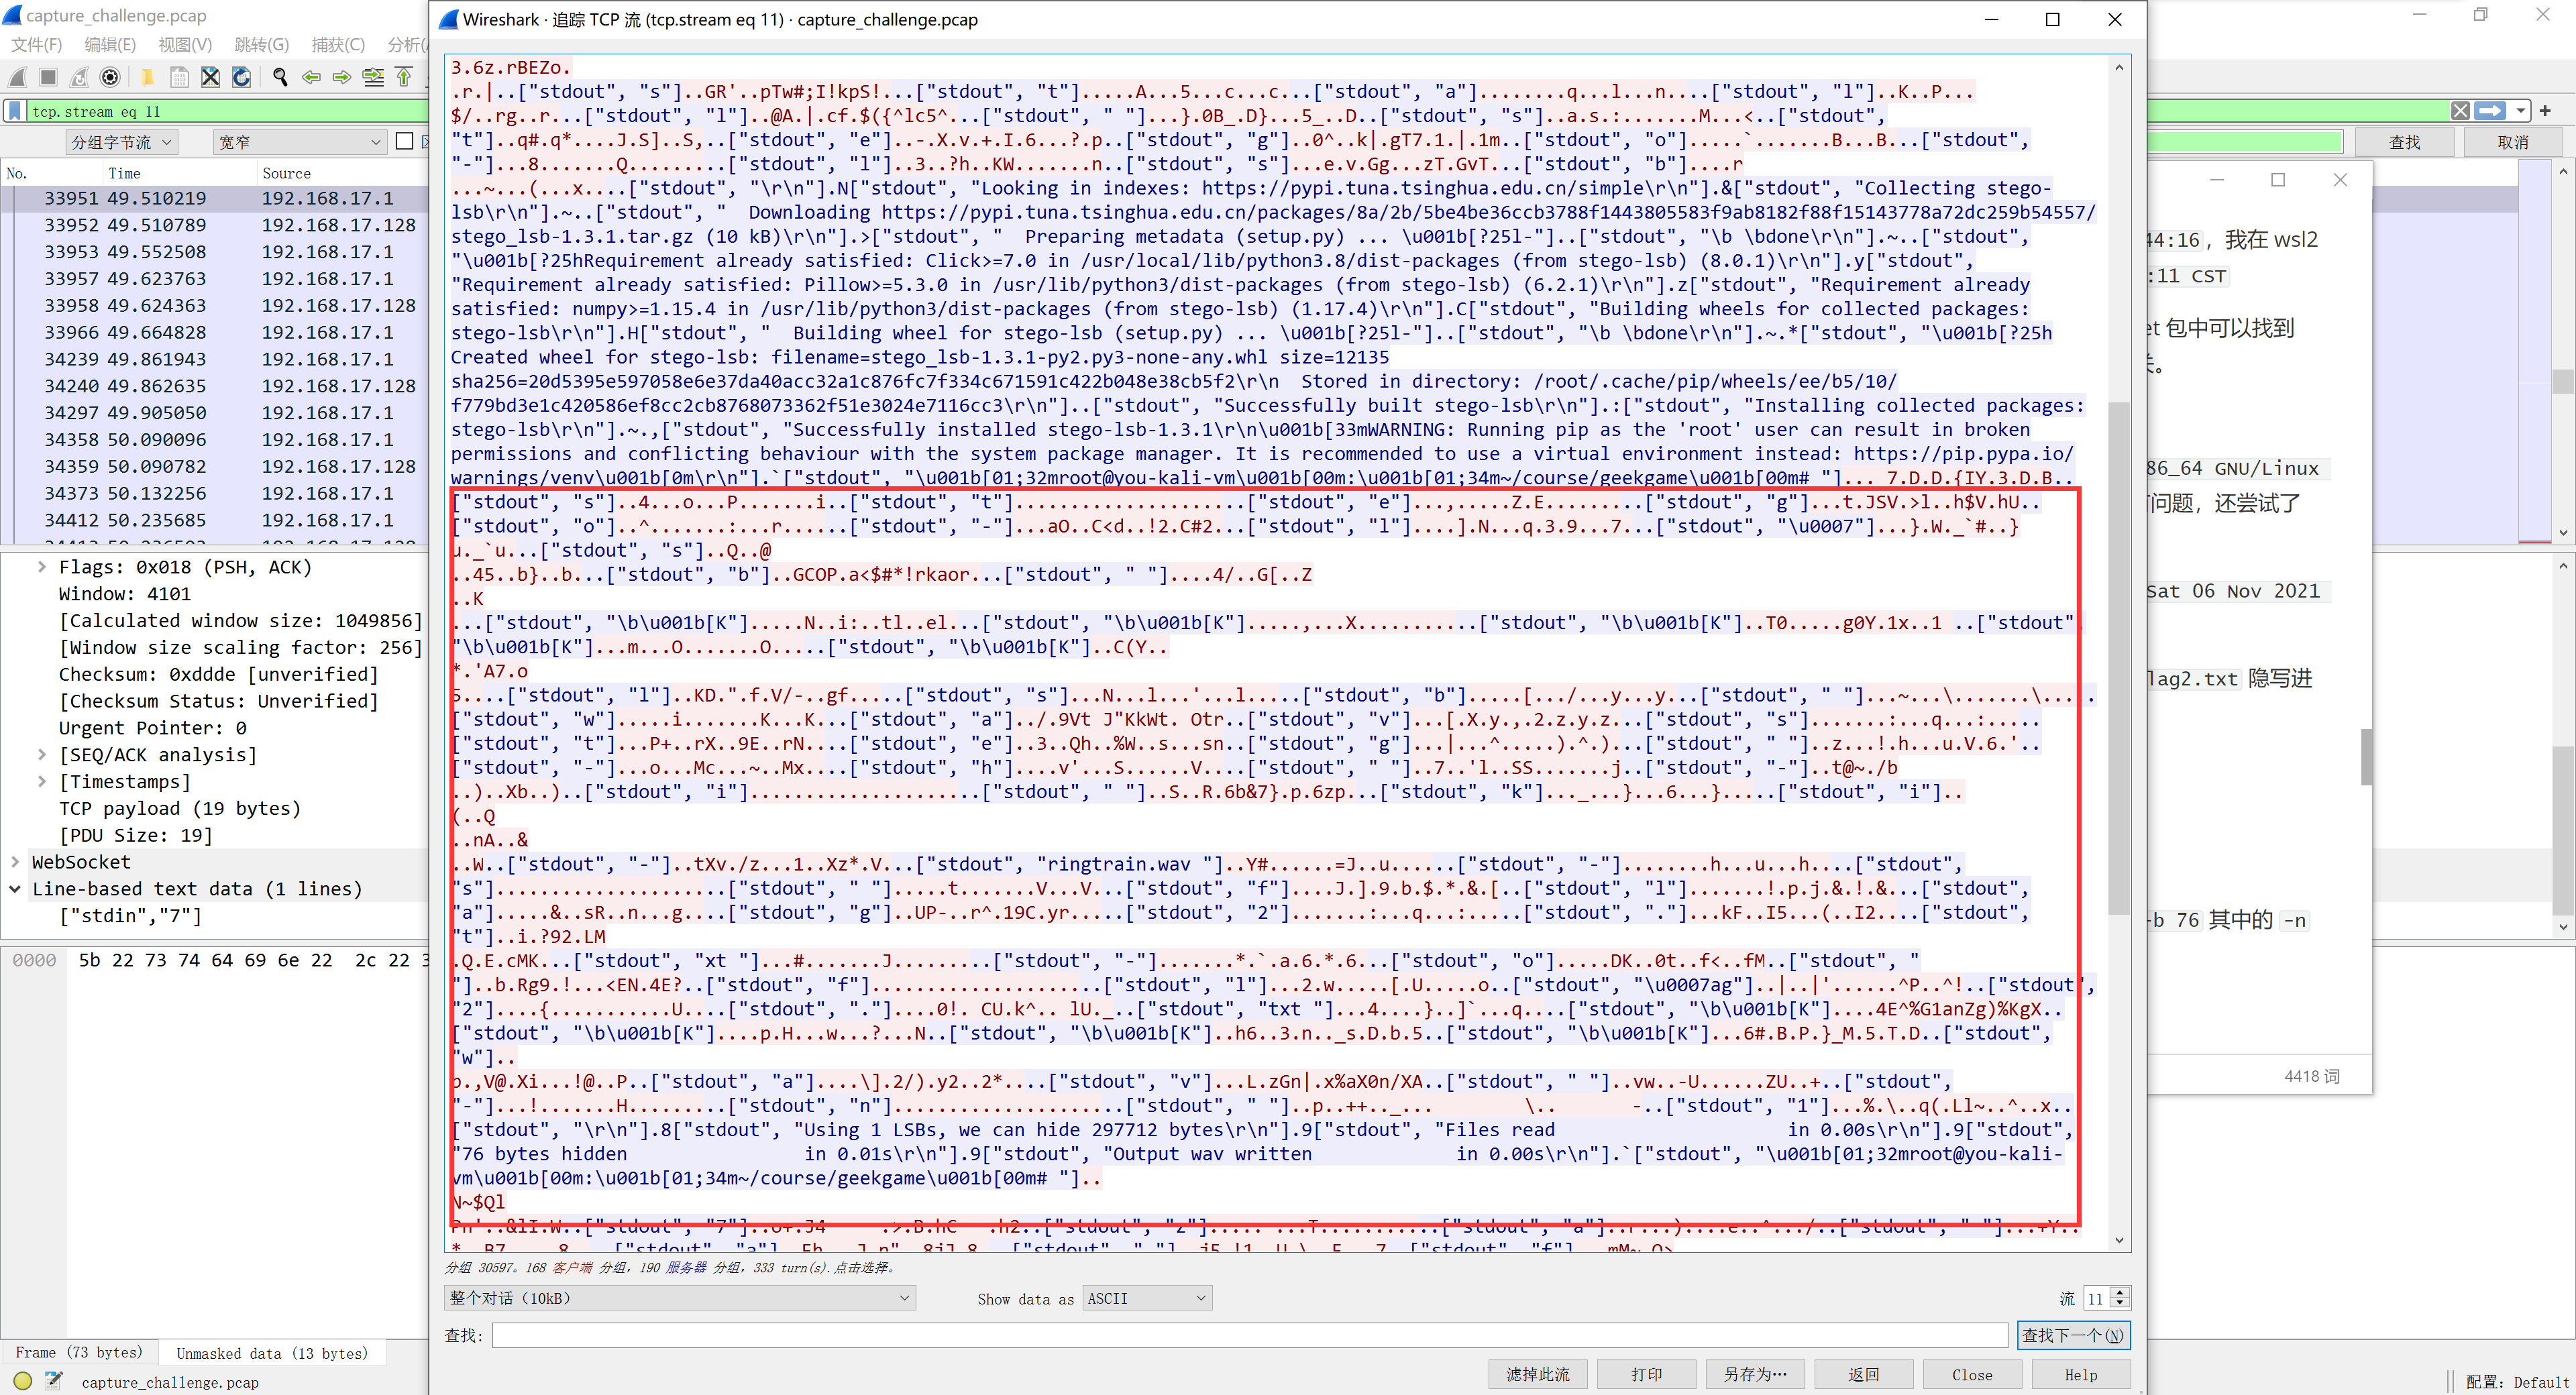 capture_challenge.pcap
文件(F) 编辑(E) 视图(V) 跳转(G) 捕获(C) 分析(
tcp.stream eq 11
分组字节流 宽窄
No. Time Source
33951 49.510219 192.168.17.1
33952 49.510789 192.168.17.128
33953 49.552508 192.168.17.1
33957 49.623763 192.168.17.1
33958 49.624363 192.168.17.128
33966 49.664828 192.168.17.1
34239 49.861943 192.168.17.1
34240 49.862635 192.168.17.128
34297 49.905050 192.168.17.1
34358 50.090096 192.168.17.1
34359 50.090782 192.168.17.128
34373 50.132256 192.168.17.1
34412 50.235685 192.168.17.1
Flags: 0x018 (PSH, ACK)
Window: 4101
[Calculated window size: 1049856]
[Window size scaling factor: 256]
Checksum: 0xddde [unverified]
[Checksum Status: Unverified]
Urgent Pointer: 0
[SEQ/ACK analysis]
[Timestamps]
TCP payload (19 bytes)
[PDU Size: 19]
WebSocket
Line-based text data (1 lines)
["stdin","7"]
0000 5b 22 73 74 64 69 6e 22 2c 22 3
Frame (73 bytes) Unmasked data (13 bytes)
capture_challenge.pcap
Wireshark · 追踪 TCP 流 (tcp.stream eq 11) · capture_challenge.pcap
3.6z.rBEZo.
.r.|..["stdout", "s"]..GR'..pTw#;I!kpS!...["stdout", "t"].....A...5...c...c...["stdout", "a"]........q...l...n....["stdout", "l"]..K..P...
$/..rg..r...["stdout", "l"]..@A.|.cf.$({^lc5^..["stdout", " "]...}.0B_.D}...5_..D..["stdout", "s"]..a.s.:.......M...<..["stdout",
"t"]..q#.q*....J.S]..S,..["stdout", "e"]..-.X.v.+.I.6...?.p..["stdout", "g"]..0^..k|.gT7.1.|.1m..["stdout", "o"].....`.......B...B...["stdout",
"-"]...8.......Q........["stdout", "l"]..3..?h..KW.......n..["stdout", "s"]...e.v.Gg...zT.GvT...["stdout", "b"]....r
...~...(...x....["stdout", "\r\n"].N["stdout", "Looking in indexes: https://pypi.tuna.tsinghua.edu.cn/simple\r\n"].&["stdout", "Collecting stego-
lsb\r\n"].~..["stdout", "  Downloading https://pypi.tuna.tsinghua.edu.cn/packages/8a/2b/5be4be36ccb3788f1443805583f9ab8182f88f15143778a72dc259b54557/
stego_lsb-1.3.1.tar.gz (10 kB)\r\n"].>["stdout", "  Preparing metadata (setup.py) ... \u001b[?25l-"]..["stdout", "\b \bdone\r\n"].~..["stdout",
"\u001b[?25hRequirement already satisfied: Click>=7.0 in /usr/local/lib/python3.8/dist-packages (from stego-lsb) (8.0.1)\r\n"].y["stdout",
"Requirement already satisfied: Pillow>=5.3.0 in /usr/lib/python3/dist-packages (from stego-lsb) (6.2.1)\r\n"].z["stdout", "Requirement already
satisfied: numpy>=1.15.4 in /usr/lib/python3/dist-packages (from stego-lsb) (1.17.4)\r\n"].C["stdout", "Building wheels for collected packages:
stego-lsb\r\n"].H["stdout", "  Building wheel for stego-lsb (setup.py) ... \u001b[?25l-"]..["stdout", "\b \bdone\r\n"].~.*["stdout", "\u001b[?25h
Created wheel for stego-lsb: filename=stego_lsb-1.3.1-py2.py3-none-any.whl size=12135
sha256=20d5395e597058e6e37da40acc32a1c876fc7f334c671591c422b048e38cb5f2\r\n  Stored in directory: /root/.cache/pip/wheels/ee/b5/10/
f779bd3e1c420586ef8cc2cb8768073362f51e3024e7116cc3\r\n"]..["stdout", "Successfully built stego-lsb\r\n"].:["stdout", "Installing collected packages:
stego-lsb\r\n"].~.,["stdout", "Successfully installed stego-lsb-1.3.1\r\n\u001b[33mWARNING: Running pip as the 'root' user can result in broken
permissions and conflicting behaviour with the system package manager. It is recommended to use a virtual environment instead: https://pip.pypa.io/
warnings/venv\u001b[0m\r\n"].`["stdout", "\u001b[01;32mroot@you-kali-vm\u001b[00m:\u001b[01;34m~/course/geekgame\u001b[00m# "]... 7.D.D.{IY.3.D.B..
["stdout", "s"]..4...o...P.......i..["stdout", "t"].....................["stdout", "e"]...,.....Z.E.........["stdout", "g"]...t.JSV.>l..h$V.hU..
["stdout", "o"]..^.......:...r......["stdout", "-"]...aO..C<d..!2.C#2...["stdout", "l"]....].N...q.3.9...7...["stdout", "\u0007"]...}.W._`#..}
u._`u...["stdout", "s"]..Q..@
..45..b}..b...["stdout", "b"]..GCOP.a<$#*!rkaor...["stdout", " "]....4/..G[..Z
..K
...["stdout", "\b\u001b[K"].....N..i:..tl..el...["stdout", "\b\u001b[K"].....,...X...........["stdout", "\b\u001b[K"]..T0.....g0Y.1x..1 ..["stdout",
"\b\u001b[K"]...m...O.......O.....["stdout", "\b\u001b[K"]..C(Y..
*.'A7.o
5....["stdout", "l"]..KD.".f.V/-..gf.....["stdout", "s"]...N...l...'...l....["stdout", "b"].....[.../...y...y...["stdout", " "]...~...\.......\.....
["stdout", "w"].....i.......K...K...["stdout", "a"]../.9Vt J"KkWt. Otr..["stdout", "v"]...[.X.y.,.2.z.y.z...["stdout", "s"].......:...q...:.....
["stdout", "t"]...P+..rX..9E..rN....["stdout", "e"]..3..Qh..%W..s...sn..["stdout", "g"]...|...^.....).^.)...["stdout", " "]..z...!.h...u.V.6.'..
["stdout", "-"]...o...Mc...~..Mx....["stdout", "h"]....v'...S......V....["stdout", " "]..7..'l..SS.......j..["stdout", "-"]..t@~./b
..)..Xb..)..["stdout", "i"]....................["stdout", " "]..S..R.6b&7}.p.6zp...["stdout", "k"]..._...}...6...}.....["stdout", "i"]..
(..Q
..nA..&
..W..["stdout", "-"]..tXv./z...1..Xz*.V...["stdout", "ringtrain.wav "]..Y#......=J..u......["stdout", "-"]........h...u...h....["stdout",
"s"].....................["stdout", " "].....t.......V...V...["stdout", "f"]....J.].9.b.$.*.&.[..["stdout", "l"].......!.p.j.&.!.&...["stdout",
"a"].....&..sR..n...g....["stdout", "g"]..UP-..r^.19C.yr.....["stdout", "2"].......:...q...:.....["stdout", "."]...kF..I5...(..I2....["stdout",
"t"]..i.?92.LM
.Q.E.cMK...["stdout", "xt "]...#.......J.........["stdout", "-"].......*.`.a.6.*.6...["stdout", "o"].....DK..0t..f<..fM..["stdout", "
"]..b.Rg9.!...<EN.4E?..["stdout", "f"].....................["stdout", "l"]...2.w.....[.U.....o..["stdout", "\u0007ag"]..|..|'......^P..^!..["stdout",
"2"]....{...........U....["stdout", "."]....0!. CU.k^.. lU._..["stdout", "txt "]...4....}..]`...q....["stdout", "\b\u001b[K"]....4E^%G1anZg)%KgX..
["stdout", "\b\u001b[K"]....p.H...w...?...N..["stdout", "\b\u001b[K"]..h6..3.n.._s.D.b.5..["stdout", "\b\u001b[K"]...6#.B.P.}_M.5.T.D..["stdout",
"w"]..
b.,V@.Xi...!@..P..["stdout", "a"]....\].2/).y2..2*....["stdout", "v"]...L.zGn|.x%aX0n/XA..["stdout", " "]..vw..-U......ZU..+..["stdout",
"-"]...!.......H.........["stdout", "n"].....................["stdout", " "]..p..++.._... \.. -..["stdout", "1"]...%.\..q(.Ll~..^..x..
["stdout", "\r\n"].8["stdout", "Using 1 LSBs, we can hide 297712 bytes\r\n"].9["stdout", "Files read in 0.00s\r\n"].9["stdout",
"76 bytes hidden in 0.01s\r\n"].9["stdout", "Output wav written in 0.00s\r\n"].`["stdout", "\u001b[01;32mroot@you-kali-
vm\u001b[00m:\u001b[01;34m~/course/geekgame\u001b[00m# "]..
N~$Ql
分组 30597。168 客户端 分组, 190 服务器 分组, 333 turn(s).点击选择。
整个对话 (10kB) Show data as ASCII 流 11
查找: 查找下一个(N)
滤掉此流 打印 另存为… 返回 Close Help
查找 取消
44:16, 我在 wsl2
:11 CST
et 包中可以找到
86_64 GNU/Linux
问题, 还尝试了
Sat 06 Nov 2021
lag2.txt 隐写进
-b 76 其中的 -n
4418 词
配置: Default